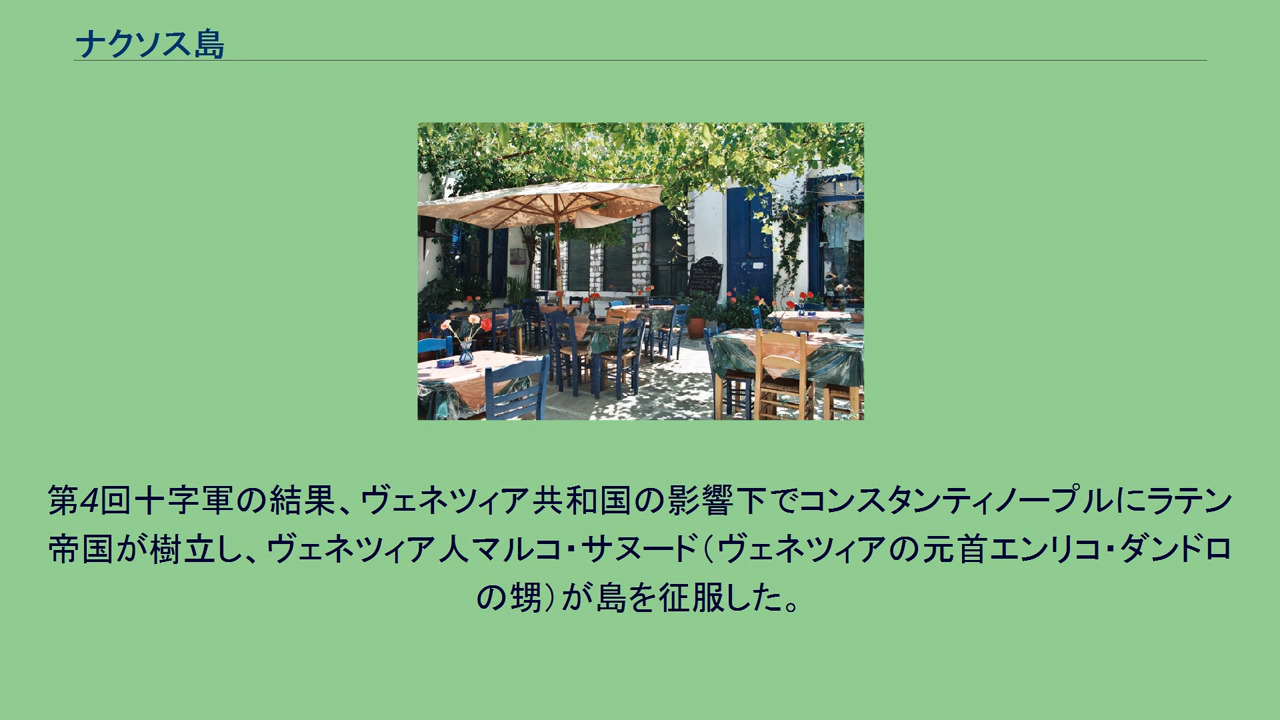 ナクソス島
第4回十字軍の結果、ヴェネツィア共和国の影響下でコンスタンティノープルにラテン
帝国が樹立し、ヴェネツィア人マルコ・サヌード（ヴェネツィアの元首エンリコ・ダンドロ
の甥）が島を征服した。